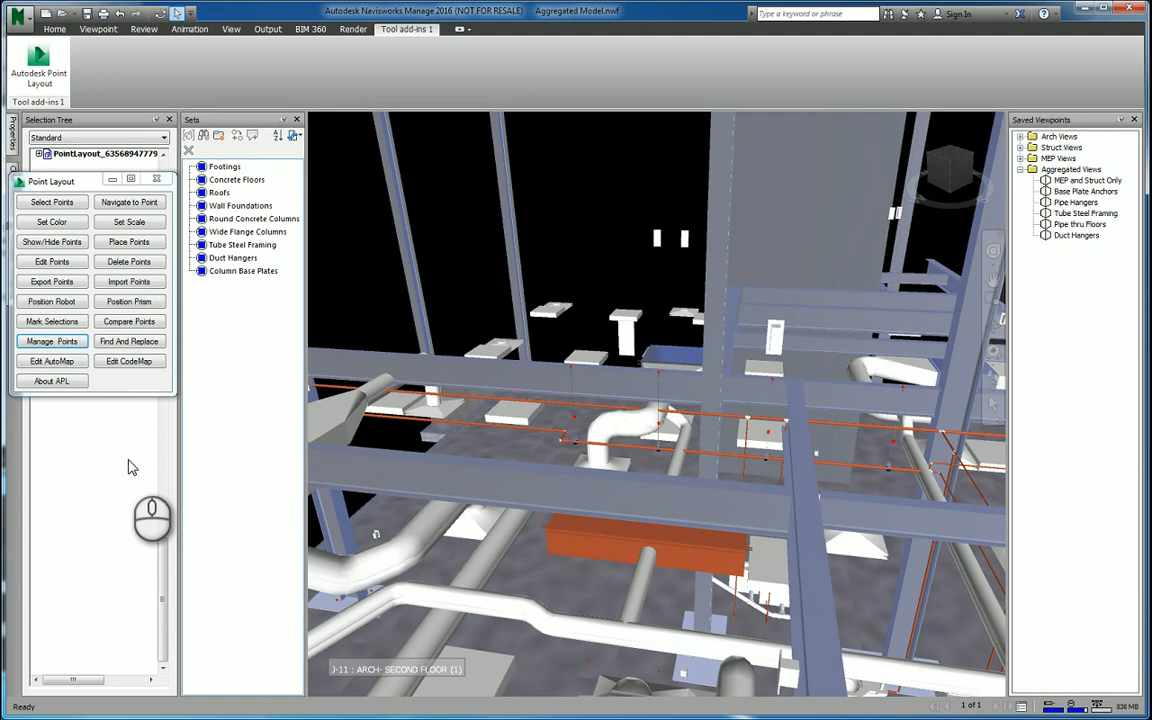 Autodesk Navisworks Manage 2016 (NOT FOR RESALE) Aggregated Model.nwf
Type a keyword or phrase
Sign In
Home Viewpoint Review Animation View Output BIM 360 Render Tool add-ins 1
Autodesk Point
Layout
Tool add-ins 1
Selection Tree
Standard
PointLayout_63568947779
Properties
Point Layout
Select Points Navigate to Point
Set Color Set Scale
Show/Hide Points Place Points
Edit Points Delete Points
Export Points Import Points
Position Robot Position Prism
Mark Selections Compare Points
Manage Points Find And Replace
Edit AutoMap Edit CodeMap
About APL
Sets
Footings
Concrete Floors
Roofs
Wall Foundations
Round Concrete Columns
Wide Flange Columns
Tube Steel Framing
Duct Hangers
Column Base Plates
J-11 : ARCH- SECOND FLOOR (1)
Saved Viewpoints
Arch Views
Struct Views
MEP Views
Aggregated Views
MEP and Struct Only
Base Plate Anchors
Pipe Hangers
Tube Steel Framing
Pipe thru Floors
Duct Hangers
Ready
1 of 1
836 MB